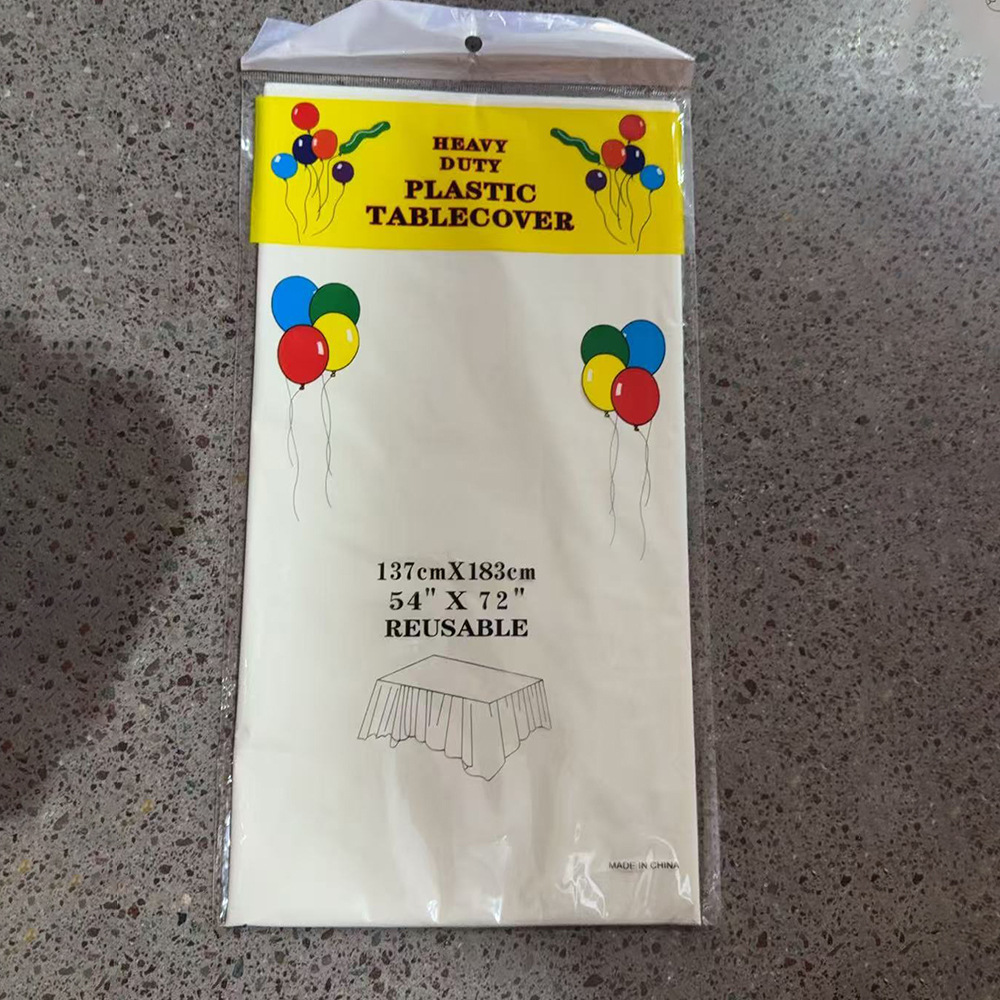 HEAVY
DUTY
PLASTIC
TABLECOVER
137cmX183cm
54" X 72"
REUSABLE
MADE IN CHINA